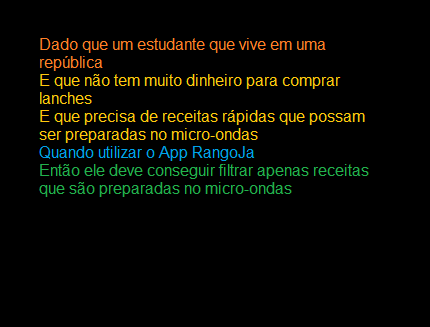 Dado que um estudante que vive em uma
república
E que não tem muito dinheiro para comprar
lanches
E que precisa de receitas rápidas que possam
ser preparadas no micro-ondas
Quando utilizar o App RangoJa
Então ele deve conseguir filtrar apenas receitas
que são preparadas no micro-ondas